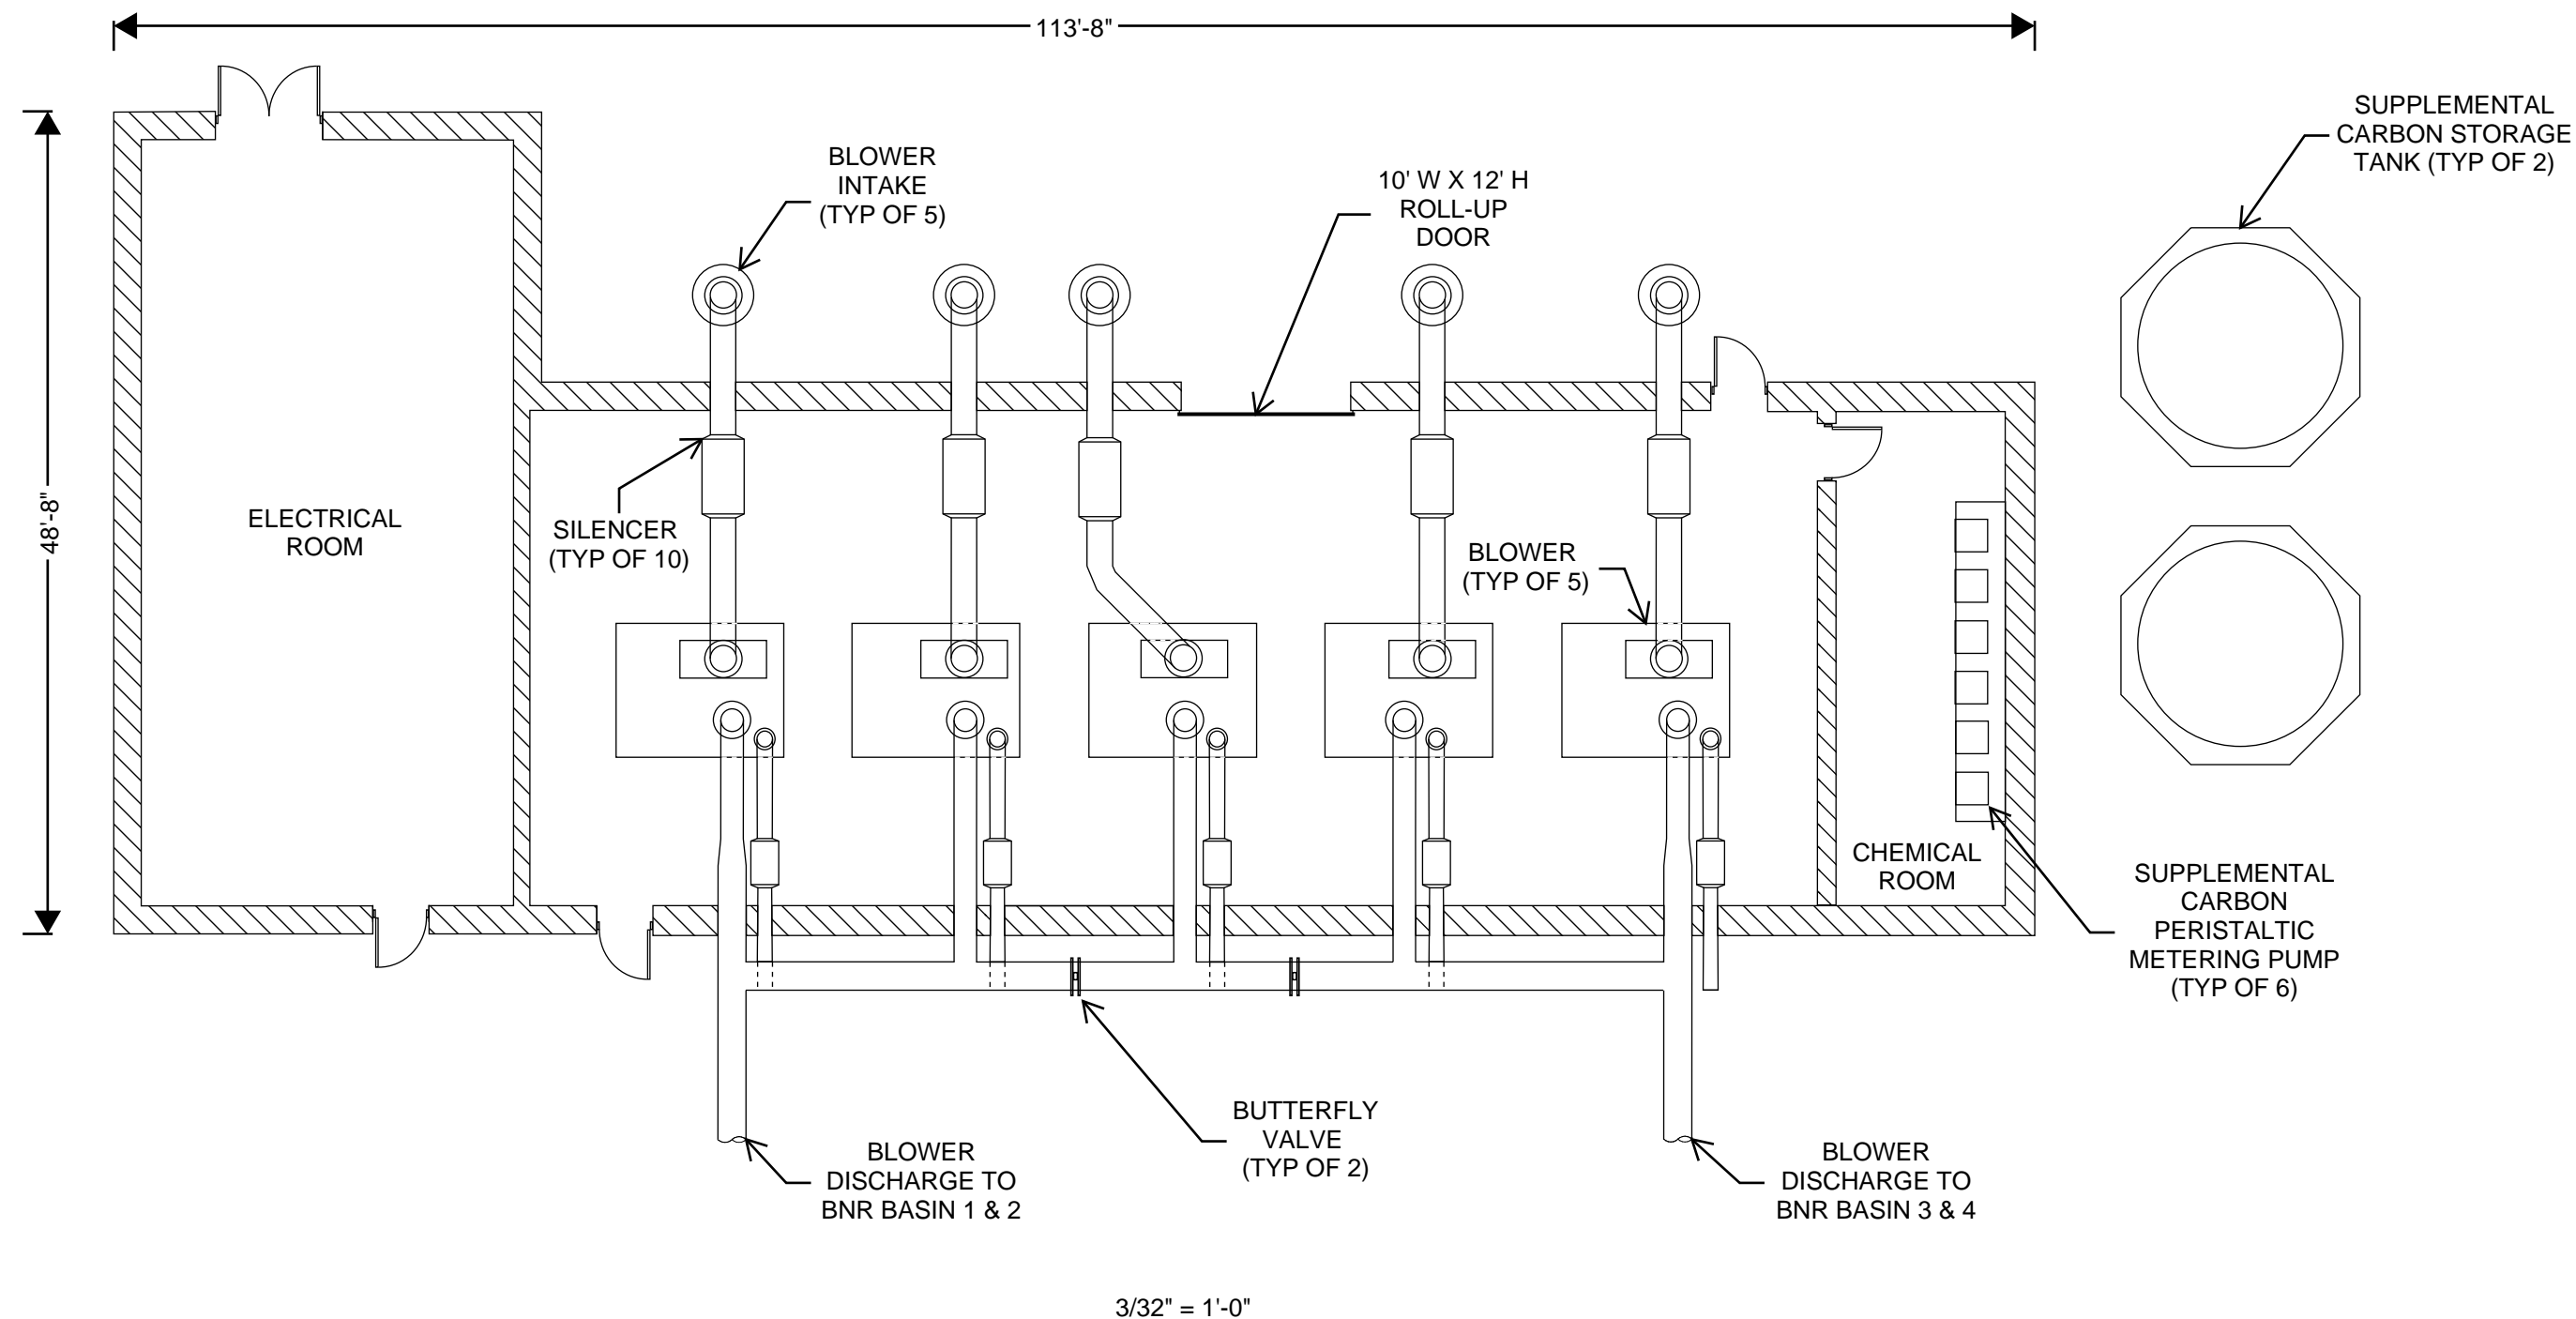 113'-8"
SUPPLEMENTAL
CARBON STORAGE
TANK (TYP OF 2)
BLOWER
INTAKE
(TYP OF 5)
10' W X 12' H
ROLL-UP
DOOR
48'-8"
ELECTRICAL
ROOM
SILENCER
(TYP OF 10)
BLOWER
(TYP OF 5)
CHEMICAL
ROOM
SUPPLEMENTAL
CARBON
PERISTALTIC
METERING PUMP
(TYP OF 6)
BUTTERFLY
VALVE
(TYP OF 2)
BLOWER
DISCHARGE TO
BNR BASIN 1 & 2
BLOWER
DISCHARGE TO
BNR BASIN 3 & 4
3/32" = 1'-0"